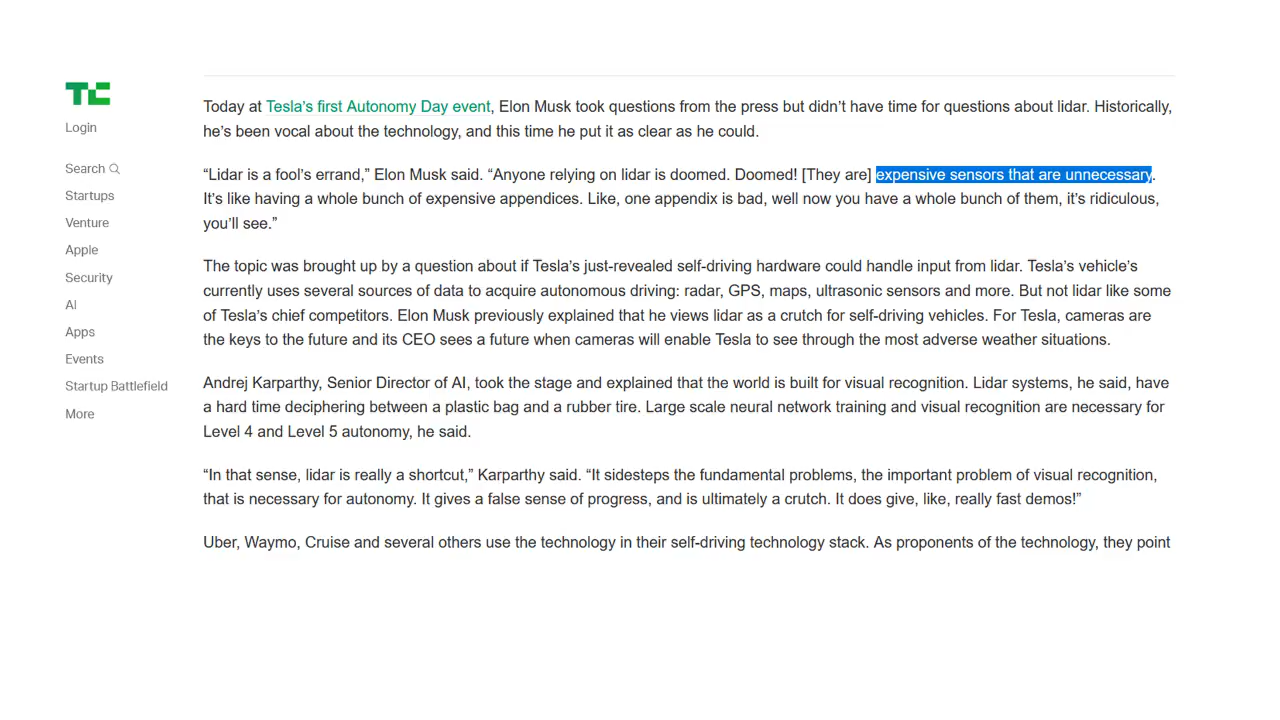 TC
Login
Search
Startups
Venture
Apple
Security
AI
Apps
Events
Startup Battlefield
More
Today at Tesla’s first Autonomy Day event, Elon Musk took questions from the press but didn’t have time for questions about lidar. Historically,
he’s been vocal about the technology, and this time he put it as clear as he could.
“Lidar is a fool’s errand,” Elon Musk said. “Anyone relying on lidar is doomed. Doomed! [They are] expensive sensors that are unnecessary.
It’s like having a whole bunch of expensive appendices. Like, one appendix is bad, well now you have a whole bunch of them, it’s ridiculous,
you’ll see.”
The topic was brought up by a question about if Tesla’s just-revealed self-driving hardware could handle input from lidar. Tesla’s vehicle’s
currently uses several sources of data to acquire autonomous driving: radar, GPS, maps, ultrasonic sensors and more. But not lidar like some
of Tesla’s chief competitors. Elon Musk previously explained that he views lidar as a crutch for self-driving vehicles. For Tesla, cameras are
the keys to the future and its CEO sees a future when cameras will enable Tesla to see through the most adverse weather situations.
Andrej Karparthy, Senior Director of AI, took the stage and explained that the world is built for visual recognition. Lidar systems, he said, have
a hard time deciphering between a plastic bag and a rubber tire. Large scale neural network training and visual recognition are necessary for
Level 4 and Level 5 autonomy, he said.
“In that sense, lidar is really a shortcut,” Karparthy said. “It sidesteps the fundamental problems, the important problem of visual recognition,
that is necessary for autonomy. It gives a false sense of progress, and is ultimately a crutch. It does give, like, really fast demos!”
Uber, Waymo, Cruise and several others use the technology in their self-driving technology stack. As proponents of the technology, they point